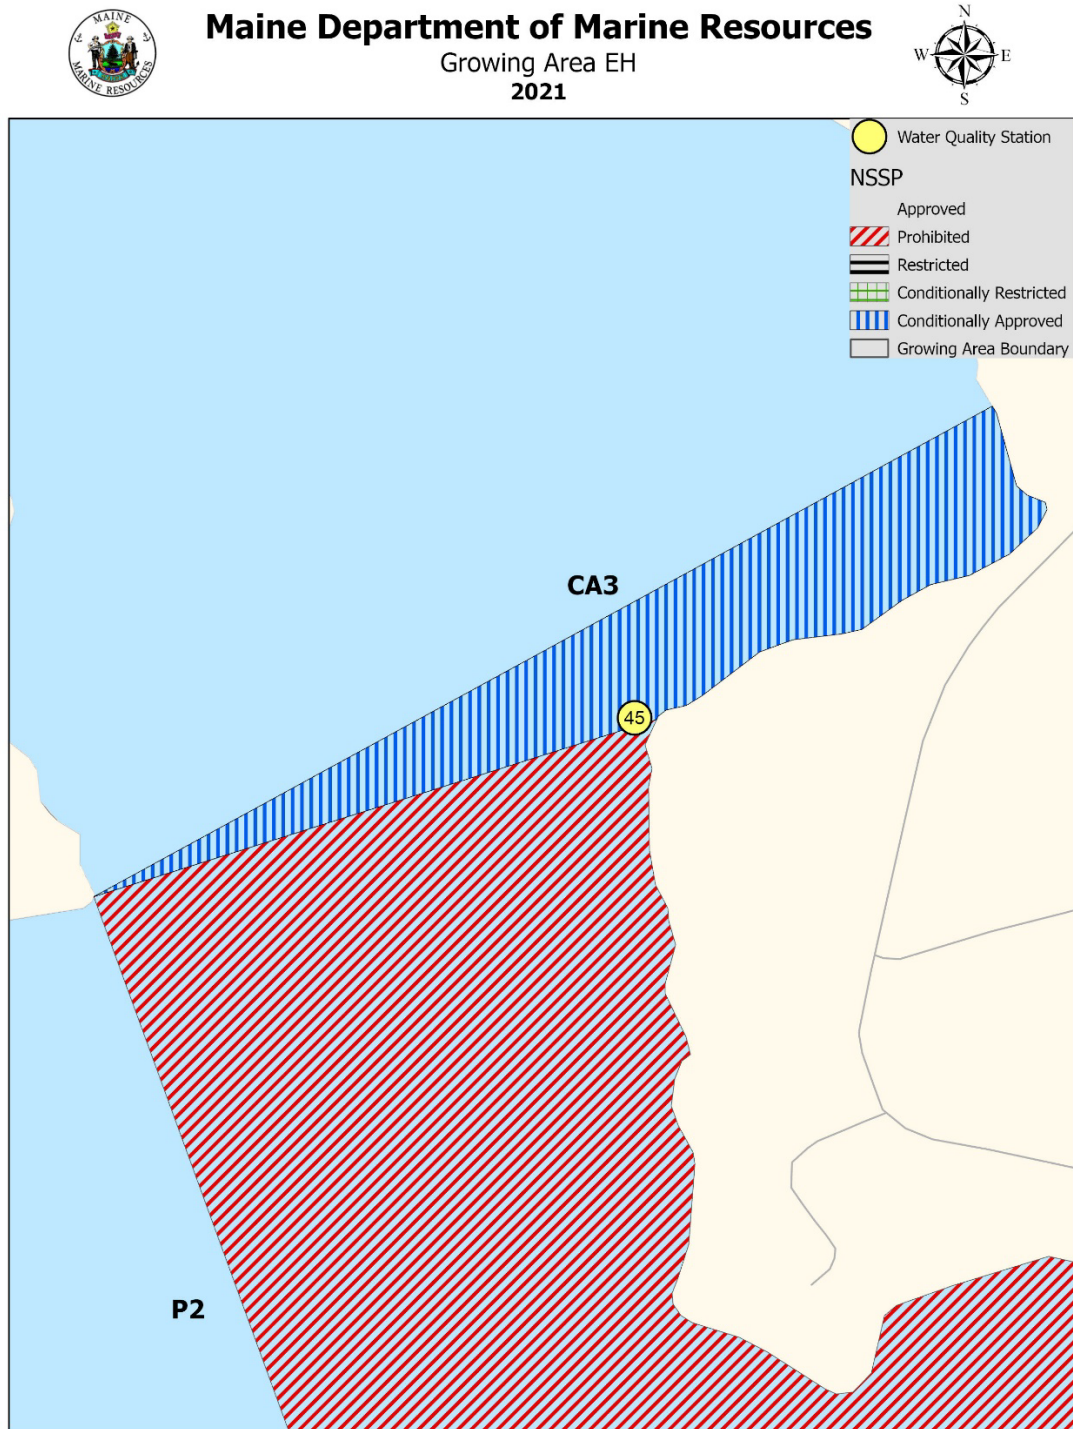 Maine Department of Marine Resources
Growing Area EH
2021
MAINE
MARINE RESOURCES
N
W
E
S
Water Quality Station
NSSP
Approved
Prohibited
Restricted
Conditionally Restricted
Conditionally Approved
Growing Area Boundary
CA3
45
P2